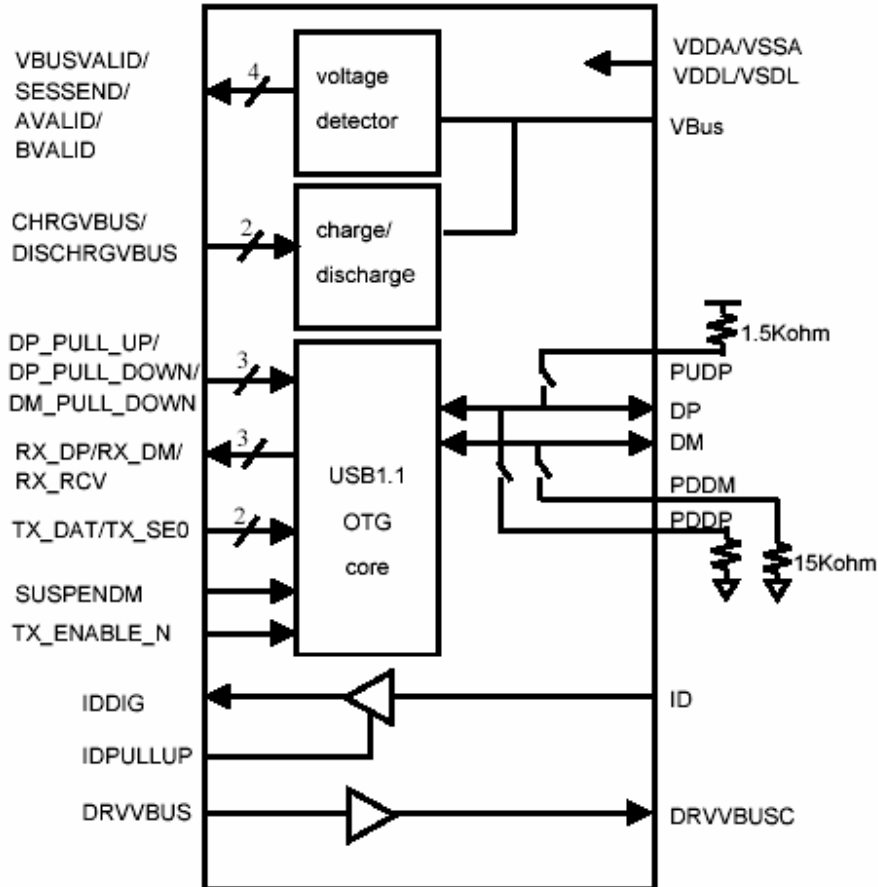 VBUSVALID/
SESSEND/
AVALID/
BVALID
4
voltage
detector
VDDA/VSSA
VDDL/VSDL
VBus
CHRGVBUS/
DISCHRGVBUS
2
charge/
discharge
DP_PULL_UP/
DP_PULL_DOWN/
DM_PULL_DOWN
3
RX_DP/RX_DM/
RX_RCV
3
TX_DAT/TX_SE0
2
SUSPENDM
TX_ENABLE_N
USB1.1
OTG
core
1.5Kohm
PUDP
DP
DM
PDDM
PDDP
15Kohm
IDDIG
ID
IDPULLUP
DRVVBUS
DRVVBUSC